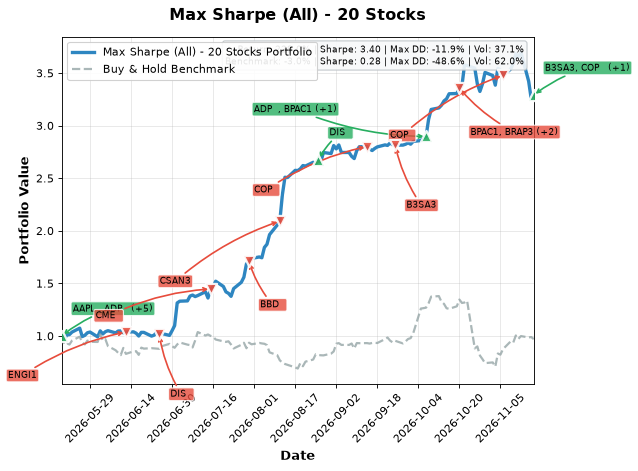 Max Sharpe (All) - 20 Stocks
Max Sharpe (All) - 20 Stocks Portfolio
Buy & Hold Benchmark
Sharpe: 3.40 | Max DD: -11.9% | Vol: 37.1%
Sharpe: 0.28 | Max DD: -48.6% | Vol: 62.0%
B3SA3, COP (+1)
ADP , BPAC1 (+1)
DIS
COP
BPAC1, BRAP3 (+2)
COP
B3SA3
CSAN3
BBD
AAPL, ADP (+5)
CME
ENGI1
DIS
Portfolio Value
3.5
3.0
2.5
2.0
1.5
1.0
2026-05-29
2026-06-14
2026-06-3
2026-07-16
2026-08-01
2026-08-17
2026-09-02
2026-09-18
2026-10-04
2026-10-20
2026-11-05
Date